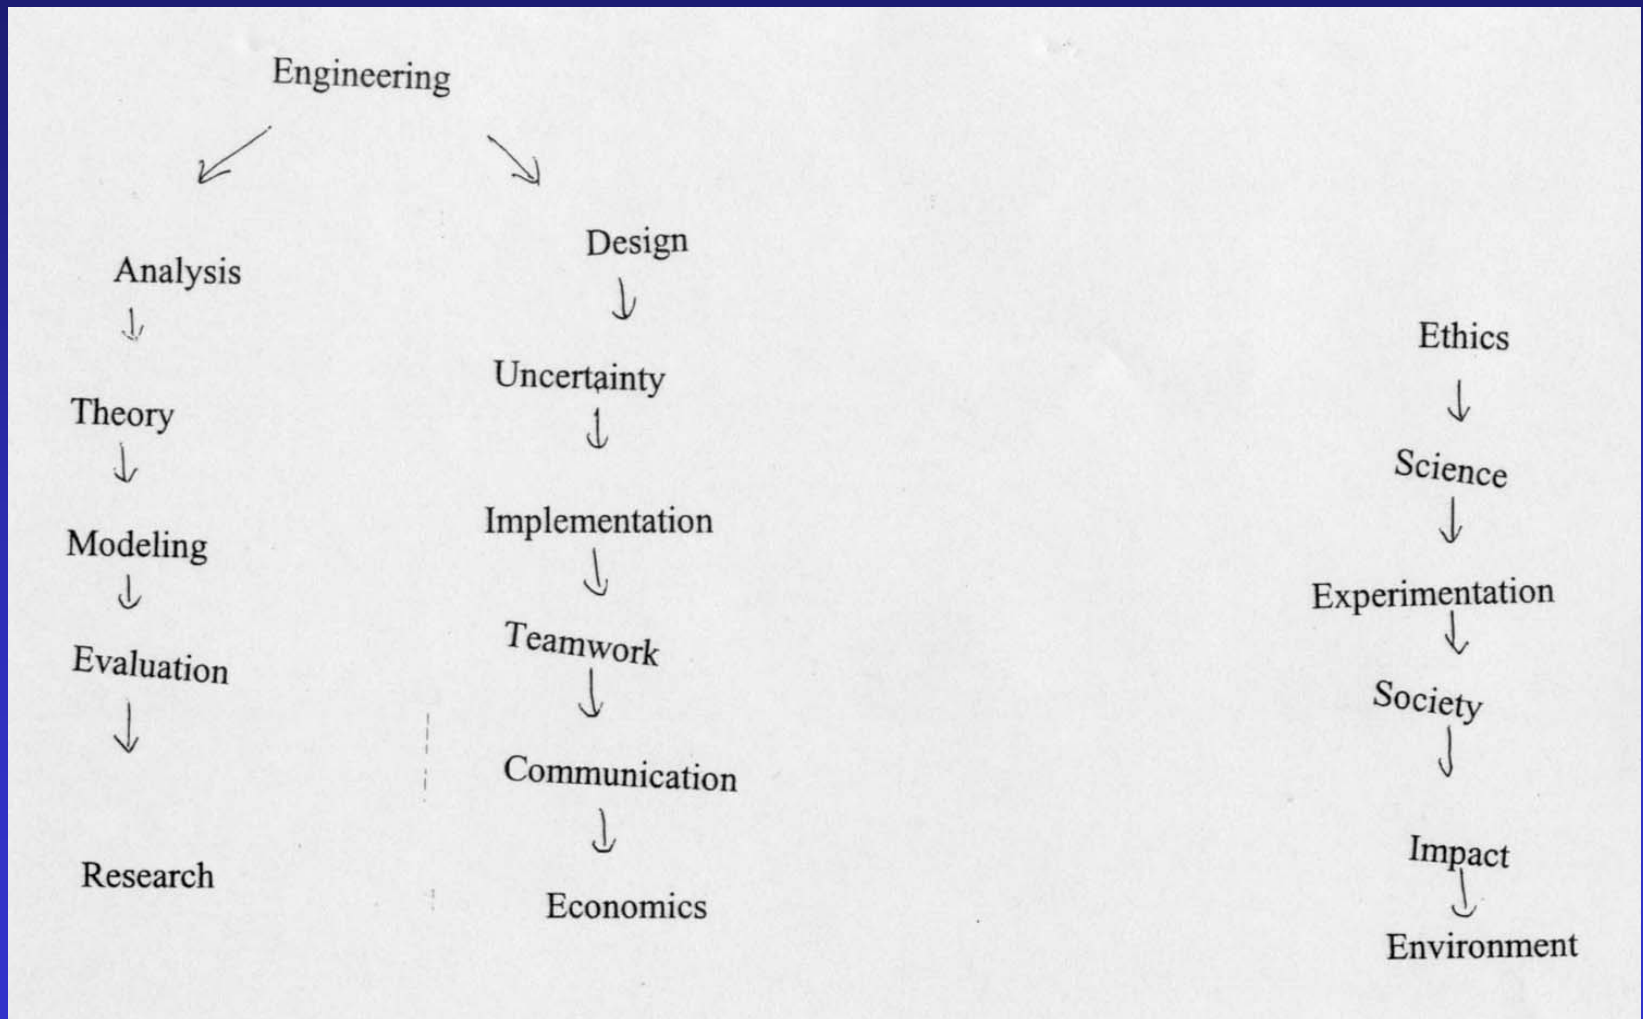 Engineering
Analysis
Theory
Modeling
Evaluation
Research
Design
Uncertainty
Implementation
Teamwork
Communication
Economics
Ethics
Science
Experimentation
Society
Impact
Environment